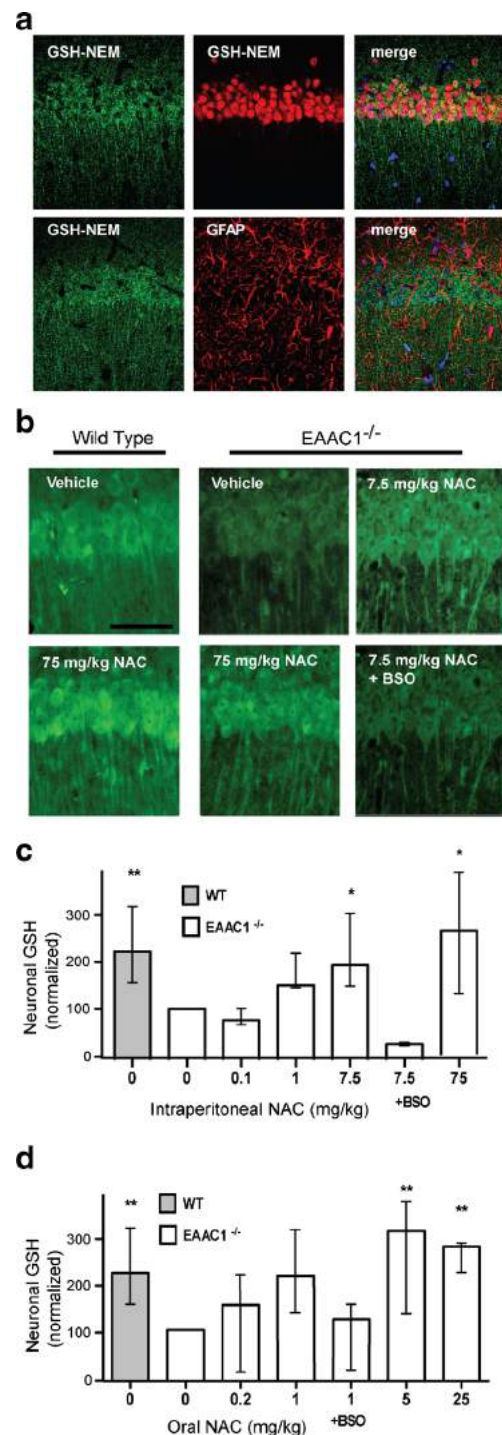 a
GSH-NEM GSH-NEM merge
GSH-NEM GFAP merge
b
Wild Type EAAC1-/-
Vehicle Vehicle 7.5 mg/kg NAC
75 mg/kg NAC 75 mg/kg NAC 7.5 mg/kg NAC
+ BSO
c
Neuronal GSH
(normalized)
300
200
100
0
** * *
WT
EAAC1 -/-
0 0 0.1 1 7.5 7.5 75
+BSO
Intraperitoneal NAC (mg/kg)
d
Neuronal GSH
(normalized)
300
200
100
0
** ** **
WT
EAAC1 -/-
0 0 0.2 1 1 5 25
+BSO
Oral NAC (mg/kg)